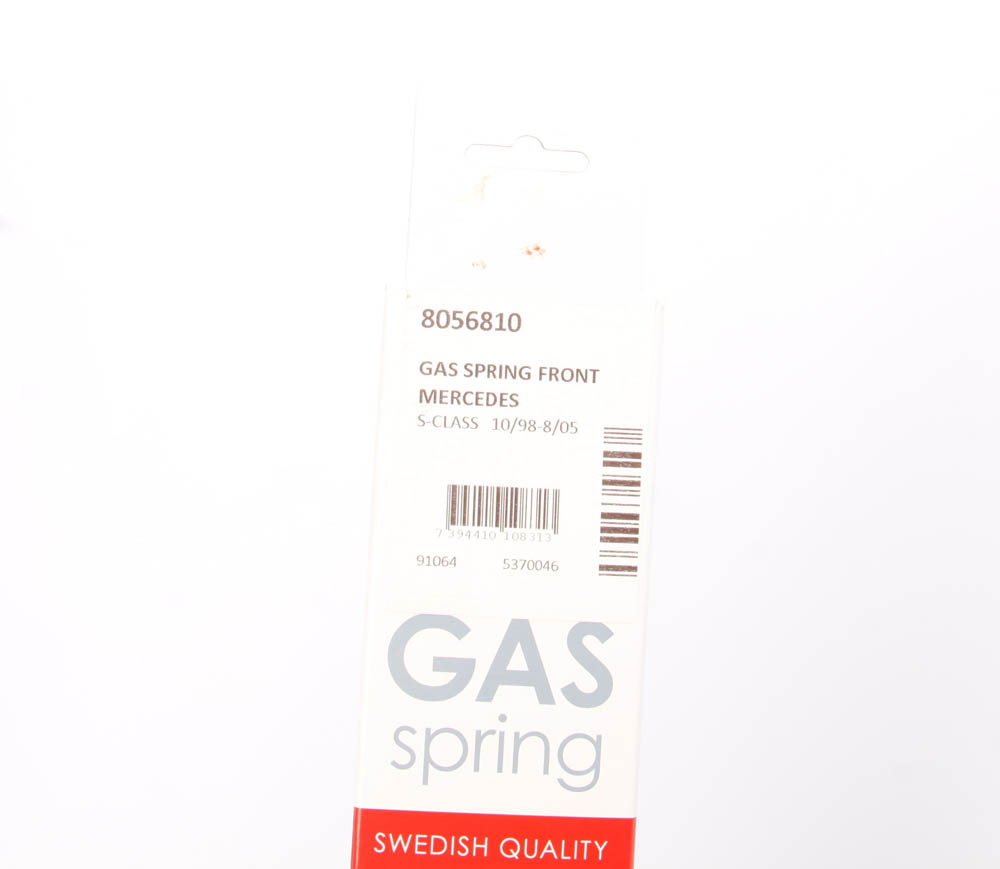 8056810
GAS SPRING FRONT
MERCEDES
S-CLASS 10/98-8/05
7 394410 108313
91064 5370046
GAS
spring
SWEDISH QUALITY